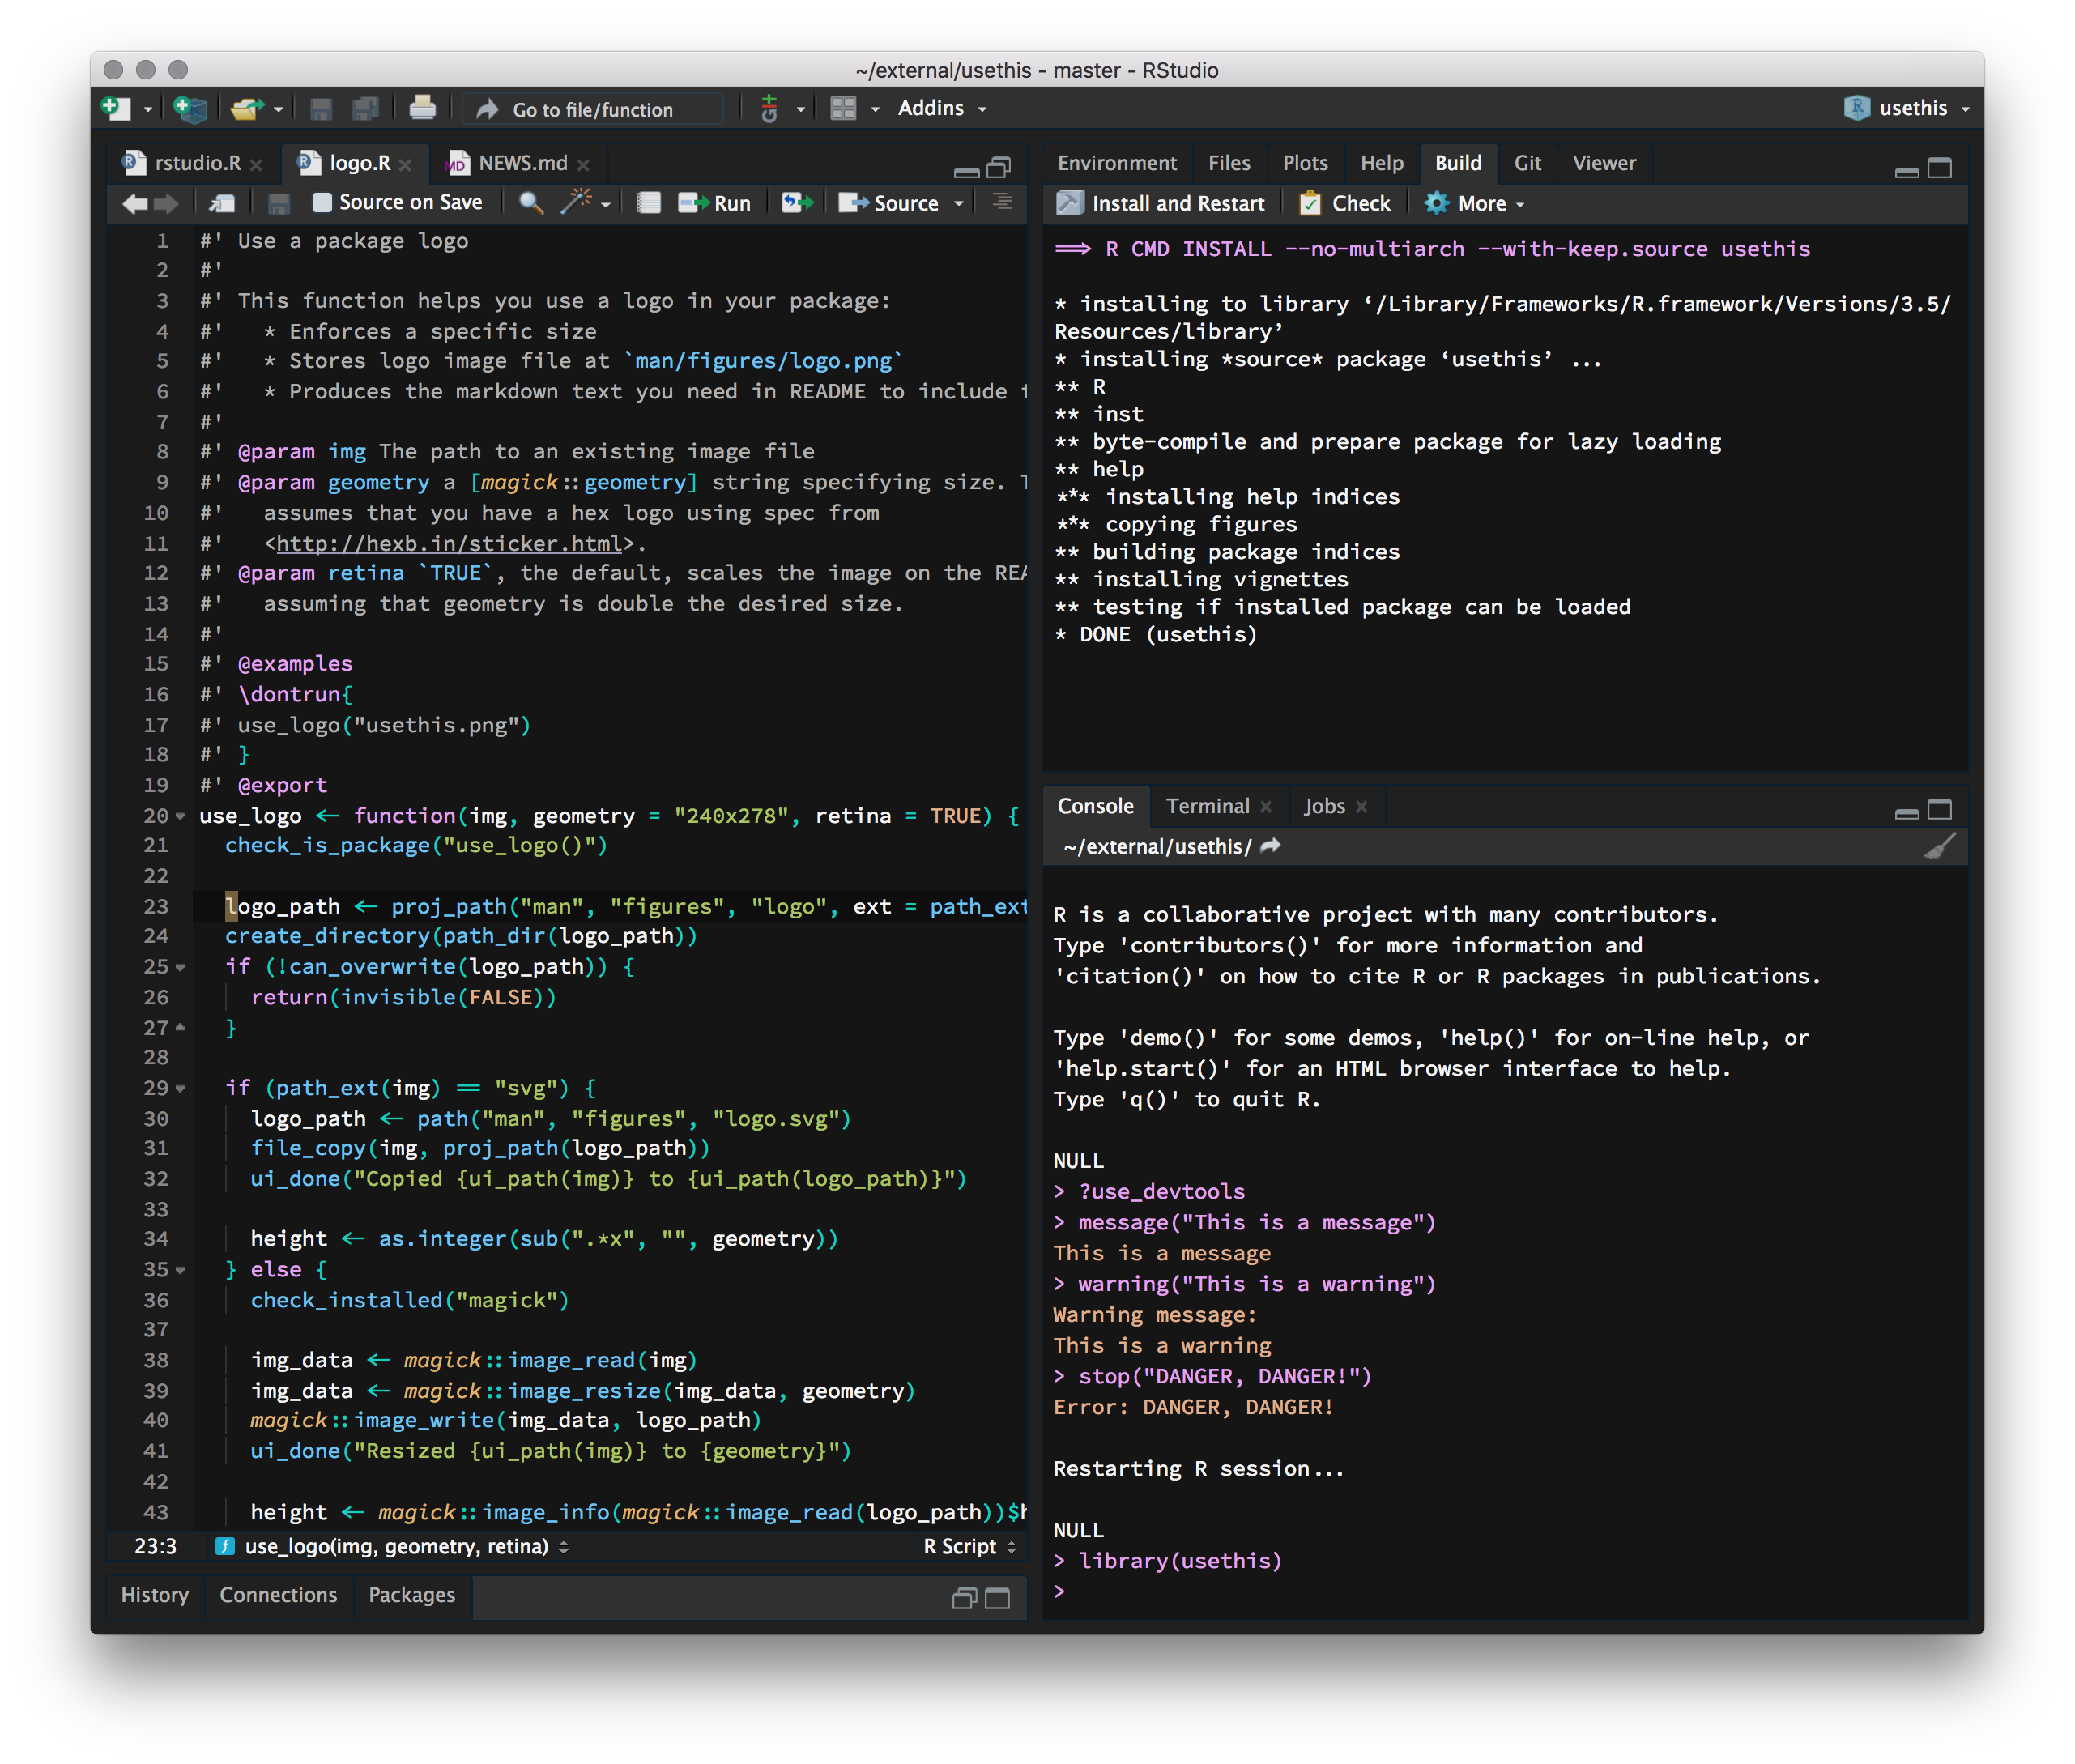 ~/external/usethis - master - RStudio
Go to file/function
Addins
usethis
rstudio.R
logo.R
NEWS.md
Source on Save
Run
Source
1 #' Use a package logo
2 #'
3 #' This function helps you use a logo in your package:
4 #'   * Enforces a specific size
5 #'   * Stores logo image file at `man/figures/logo.png`
6 #'   * Produces the markdown text you need in README to include
7 #'
8 #' @param img The path to an existing image file
9 #' @param geometry a [magick::geometry] string specifying size.
10 #'   assumes that you have a hex logo using spec from
11 #'   <http://hexb.in/sticker.html>.
12 #' @param retina `TRUE`, the default, scales the image on the
13 #'   assuming that geometry is double the desired size.
14 #'
15 #' @examples
16 #' \dontrun{
17 #' use_logo("usethis.png")
18 #' }
19 #' @export
20 use_logo <- function(img, geometry = "240x278", retina = TRUE) {
21   check_is_package("use_logo()")
22
23   logo_path <- proj_path("man", "figures", "logo", ext = path_ext
24   create_directory(path_dir(logo_path))
25   if (!can_overwrite(logo_path)) {
26     return(invisible(FALSE))
27   }
28
29   if (path_ext(img) == "svg") {
30     logo_path <- path("man", "figures", "logo.svg")
31     file_copy(img, proj_path(logo_path))
32     ui_done("Copied {ui_path(img)} to {ui_path(logo_path)}")
33
34     height <- as.integer(sub(".*x", "", geometry))
35   } else {
36     check_installed("magick")
37
38     img_data <- magick::image_read(img)
39     img_data <- magick::image_resize(img_data, geometry)
40     magick::image_write(img_data, logo_path)
41     ui_done("Resized {ui_path(img)} to {geometry}")
42
43     height <- magick::image_info(magick::image_read(logo_path))$h
23:3
use_logo(img, geometry, retina)
R Script
History
Connections
Packages
Environment
Files
Plots
Help
Build
Git
Viewer
Install and Restart
Check
More
==> R CMD INSTALL --no-multiarch --with-keep.source usethis
* installing to library ‘/Library/Frameworks/R.framework/Versions/3.5/
Resources/library’
* installing *source* package ‘usethis’ ...
** R
** inst
** byte-compile and prepare package for lazy loading
** help
*** installing help indices
*** copying figures
** building package indices
** installing vignettes
** testing if installed package can be loaded
* DONE (usethis)
Console
Terminal
Jobs
~/external/usethis/
R is a collaborative project with many contributors.
Type 'contributors()' for more information and
'citation()' on how to cite R or R packages in publications.
Type 'demo()' for some demos, 'help()' for on-line help, or
'help.start()' for an HTML browser interface to help.
Type 'q()' to quit R.
NULL
> ?use_devtools
> message("This is a message")
This is a message
> warning("This is a warning")
Warning message:
This is a warning
> stop("DANGER, DANGER!")
Error: DANGER, DANGER!
Restarting R session...
NULL
> library(usethis)
>